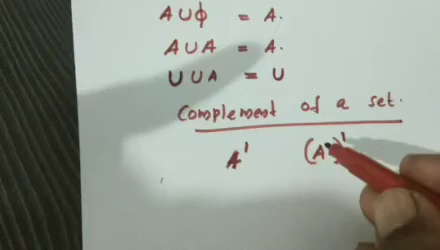 A ∪ ϕ = A.
A ∪ A = A.
U ∪ A = U
Complement of a set.
A' (A')'